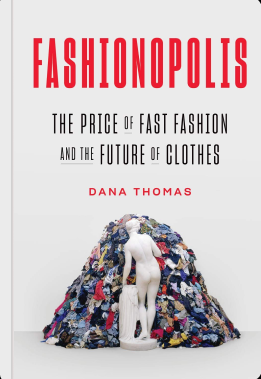 FASHIONOPOLIS
THE PRICE OF FAST FASHION
AND THE FUTURE OF CLOTHES
DANA THOMAS